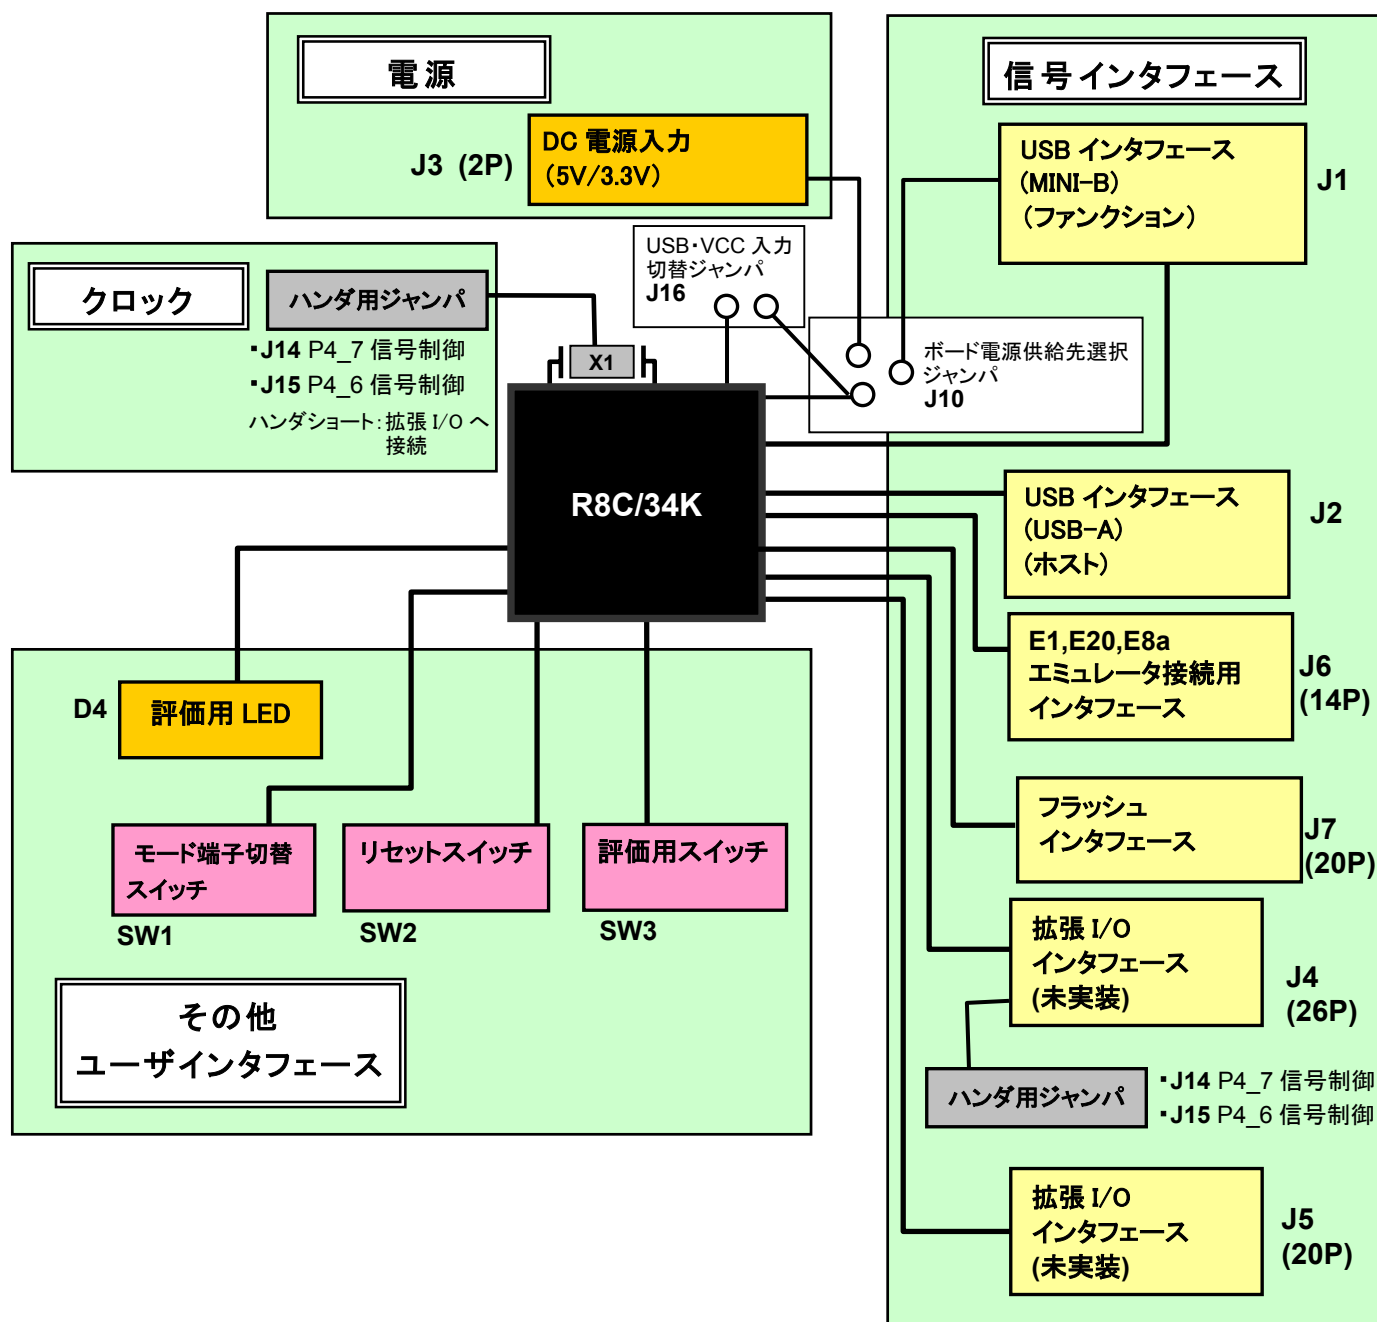 電源
J3 (2P)
DC 電源入力
(5V/3.3V)
信号インタフェース
USB インタフェース
(MINI-B)
(ファンクション)
J1
クロック
ハンダ用ジャンパ
・J14 P4_7 信号制御
・J15 P4_6 信号制御
ハンダショート:拡張 I/O へ
接続
USB・VCC 入力
切替ジャンパ
J16
X1
ボード電源供給先選択
ジャンパ
J10
R8C/34K
USB インタフェース
(USB-A)
(ホスト)
J2
E1,E20,E8a
エミュレータ接続用
インタフェース
J6
(14P)
D4
評価用 LED
フラッシュ
インタフェース
J7
(20P)
モード端子切替
スイッチ
SW1
リセットスイッチ
SW2
評価用スイッチ
SW3
拡張 I/O
インタフェース
(未実装)
J4
(26P)
その他
ユーザインタフェース
ハンダ用ジャンパ
・J14 P4_7 信号制御
・J15 P4_6 信号制御
拡張 I/O
インタフェース
(未実装)
J5
(20P)